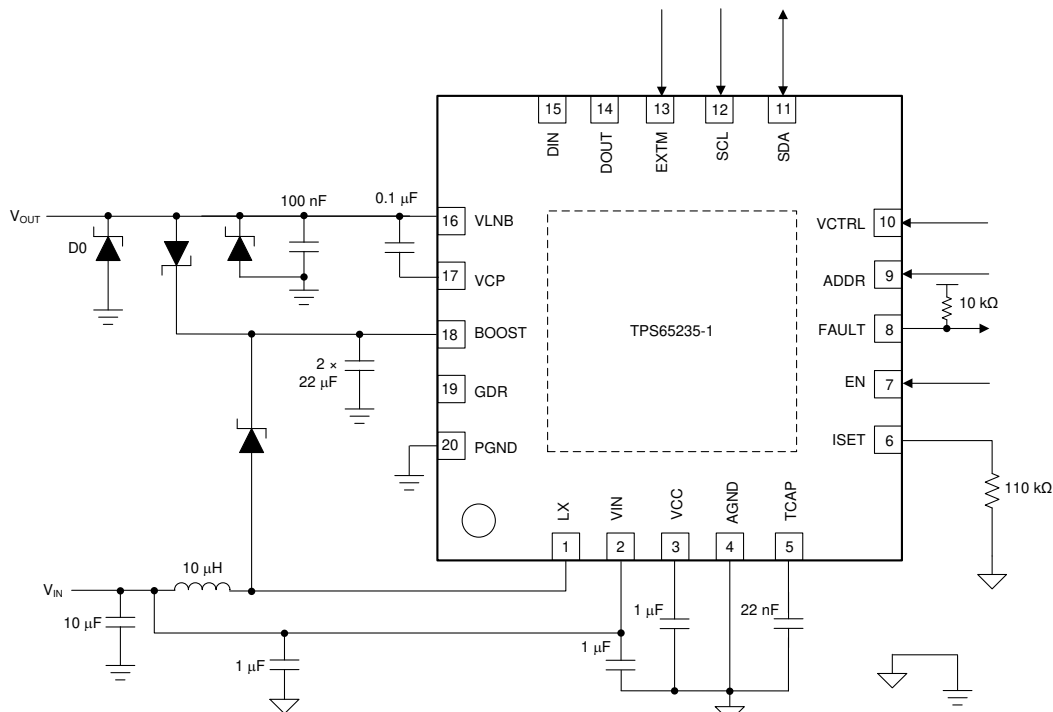 15
14
13
12
11
DIN
DOUT
EXTM
SCL
SDA
VOUT
D0
100 nF
0.1 μF
16
VLNB
17
VCP
18
BOOST
2 ×
22 μF
19
GDR
20
PGND
TPS65235-1
VCTRL
10
ADDR
9
10 kΩ
FAULT
8
EN
7
ISET
6
110 kΩ
LX
VIN
VCC
AGND
TCAP
1
2
3
4
5
VIN
10 μH
10 μF
1 μF
1 μF
1 μF
22 nF